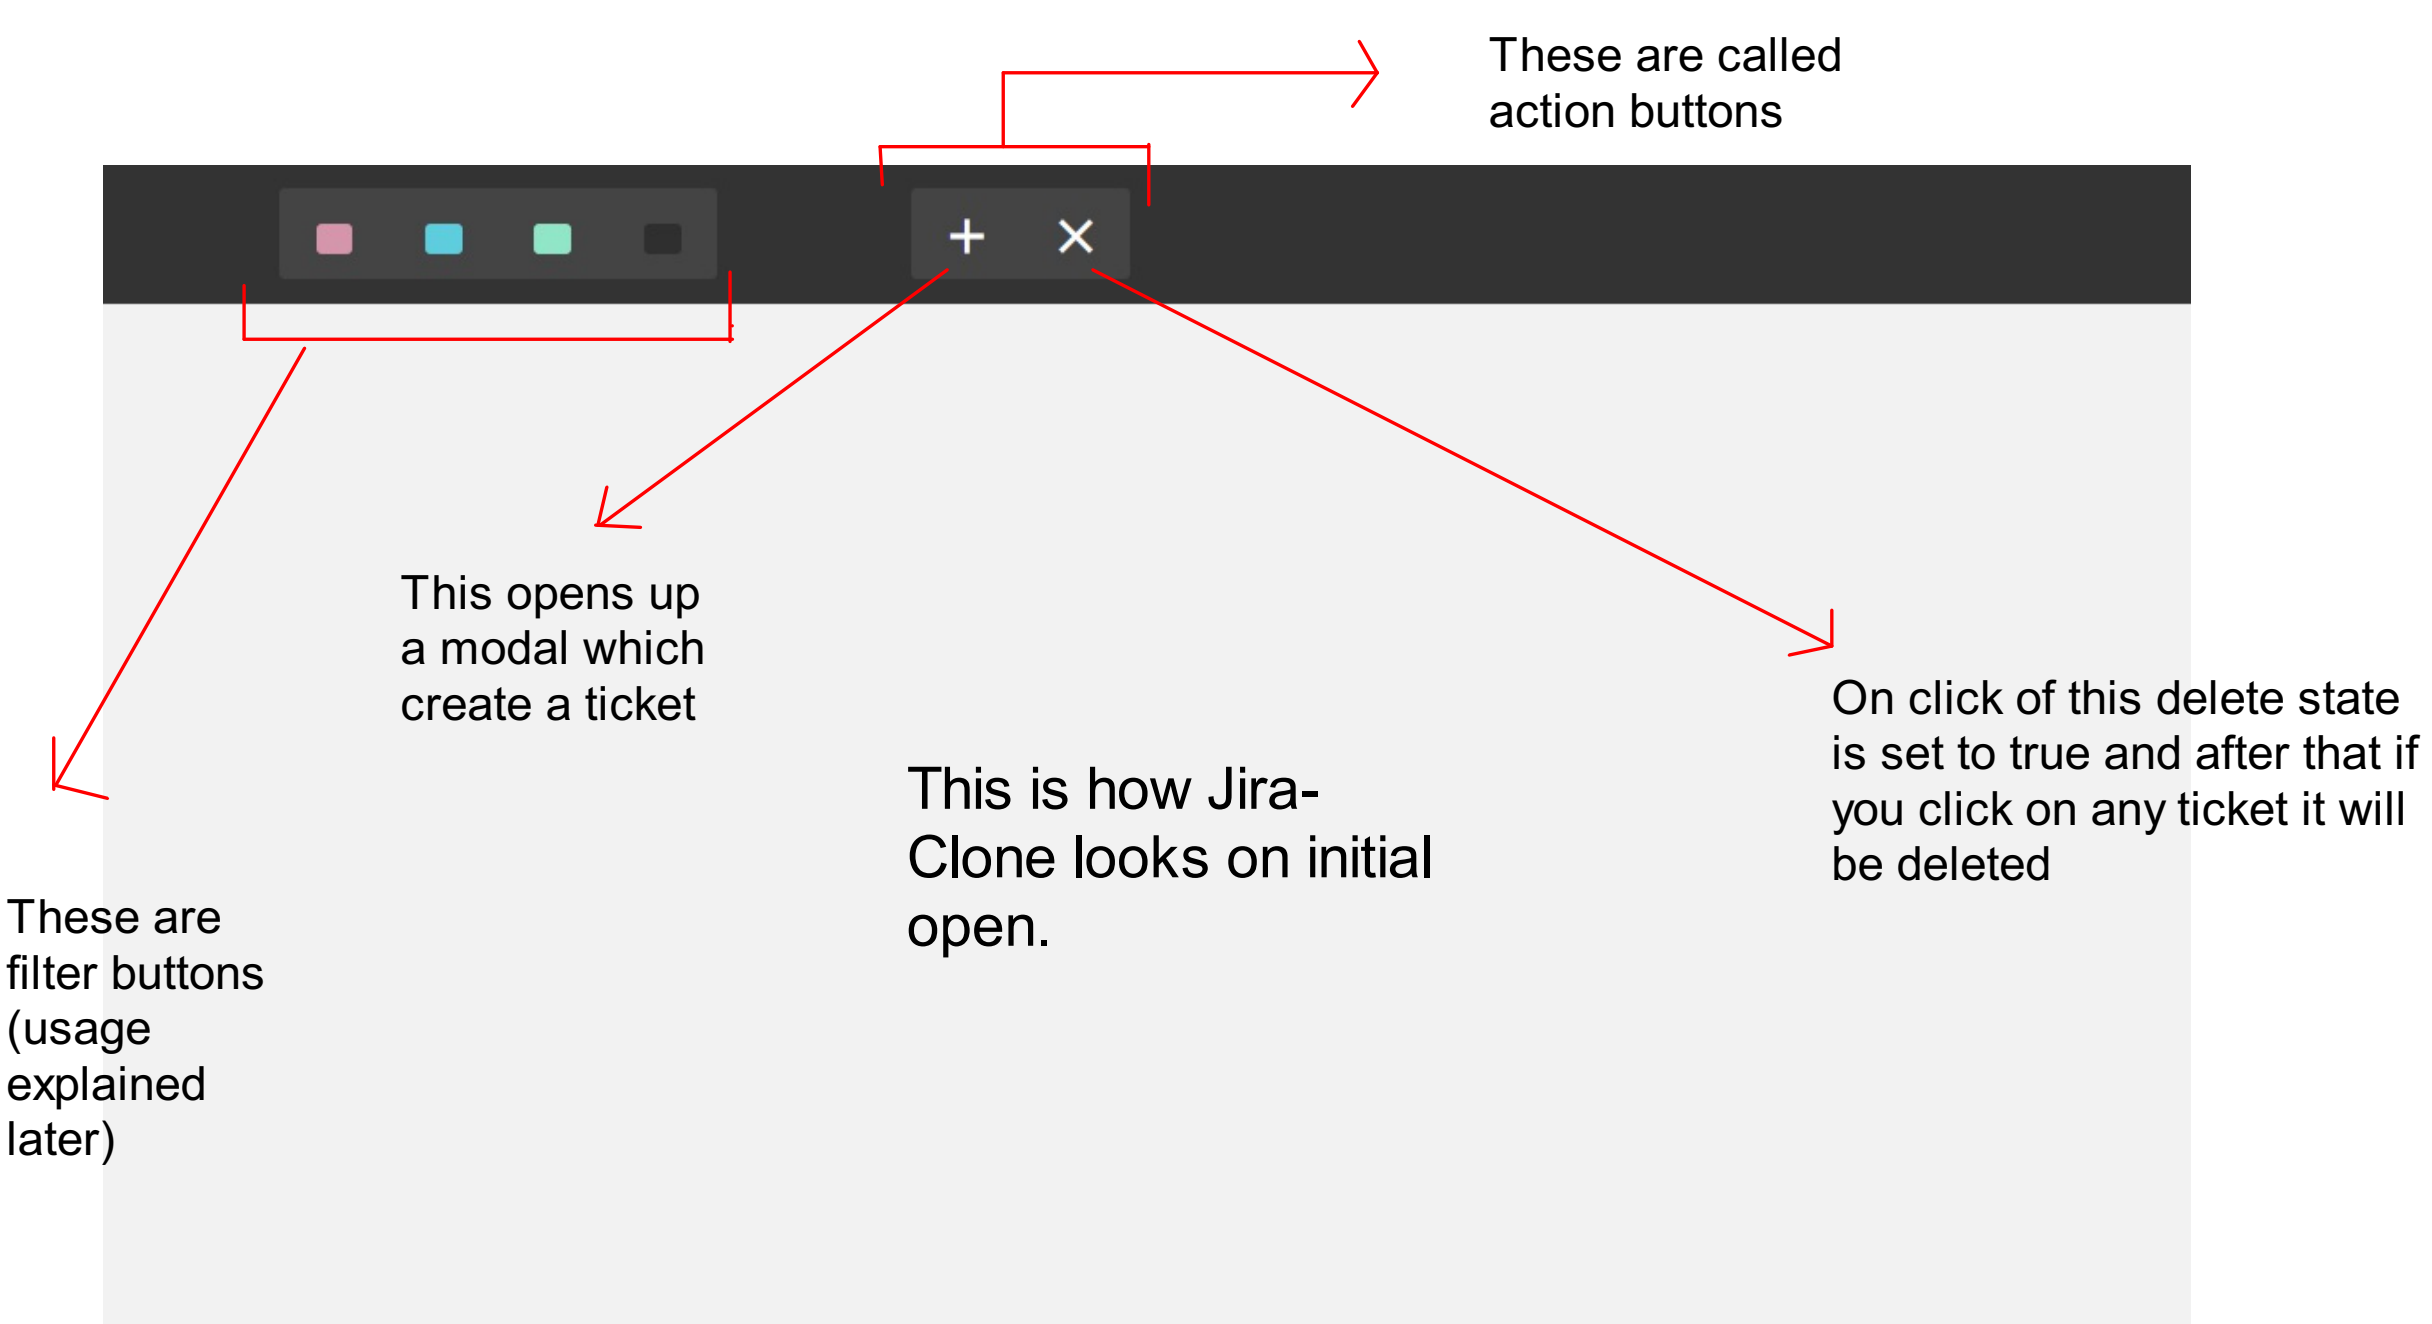 These are called
action buttons
This opens up
a modal which
create a ticket
On click of this delete state
is set to true and after that if
you click on any ticket it will
be deleted
This is how Jira-
Clone looks on initial
open.
These are
filter buttons
(usage
explained
later)